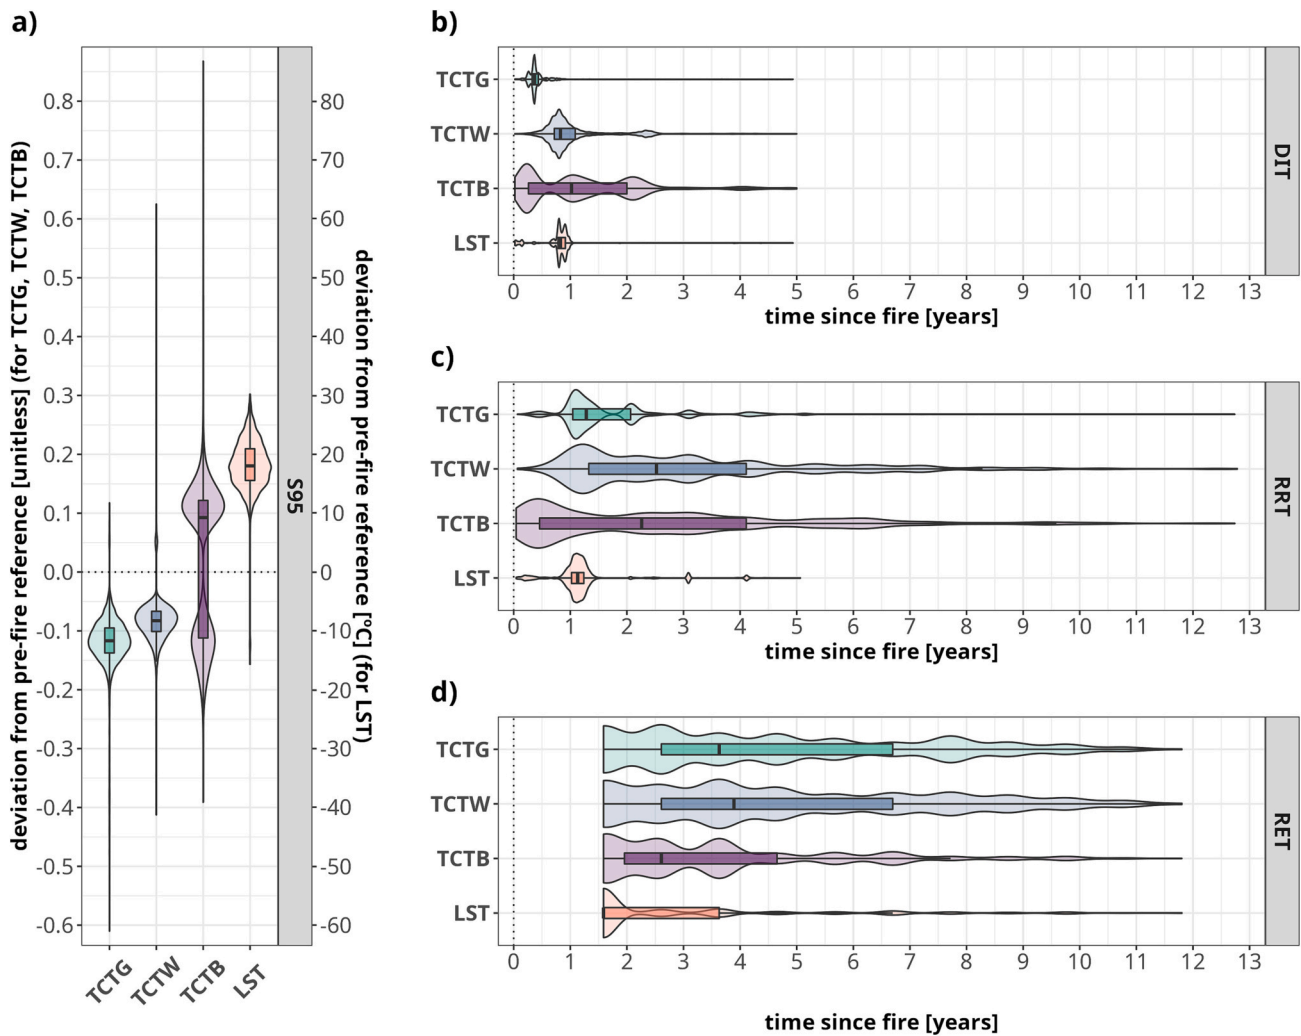 a)
deviation from pre-fire reference [unitless] (for TCTG, TCTW, TCTB)
0.8
0.7
0.6
0.5
0.4
0.3
0.2
0.1
0.0
-0.1
-0.2
-0.3
-0.4
-0.5
-0.6
TCTG
TCTW
TCTB
LST
S95
80
70
60
50
40
30
20
10
0
-10
-20
-30
-40
-50
-60
deviation from pre-fire reference [°C] (for LST)
b)
TCTG
TCTW
TCTB
LST
DIT
0 1 2 3 4 5 6 7 8 9 10 11 12 13
time since fire [years]
c)
TCTG
TCTW
TCTB
LST
RRT
0 1 2 3 4 5 6 7 8 9 10 11 12 13
time since fire [years]
d)
TCTG
TCTW
TCTB
LST
RET
0 1 2 3 4 5 6 7 8 9 10 11 12 13
time since fire [years]